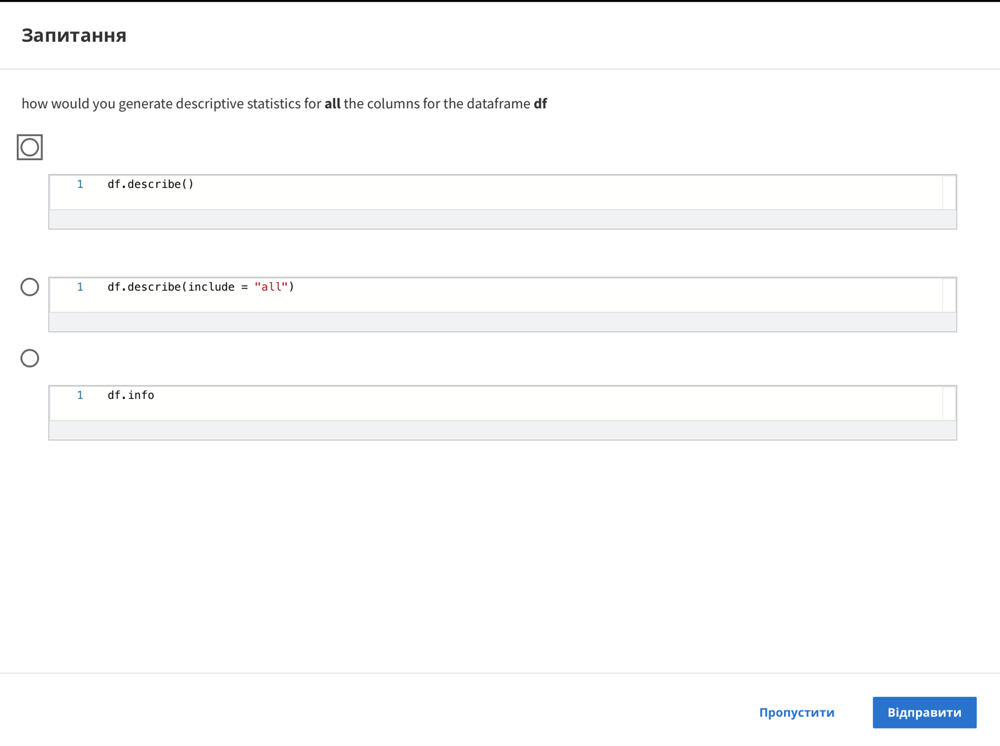 Запитання
how would you generate descriptive statistics for all the columns for the dataframe df
1 df.describe()
1 df.describe(include = "all")
1 df.info
Пропустити Відправити